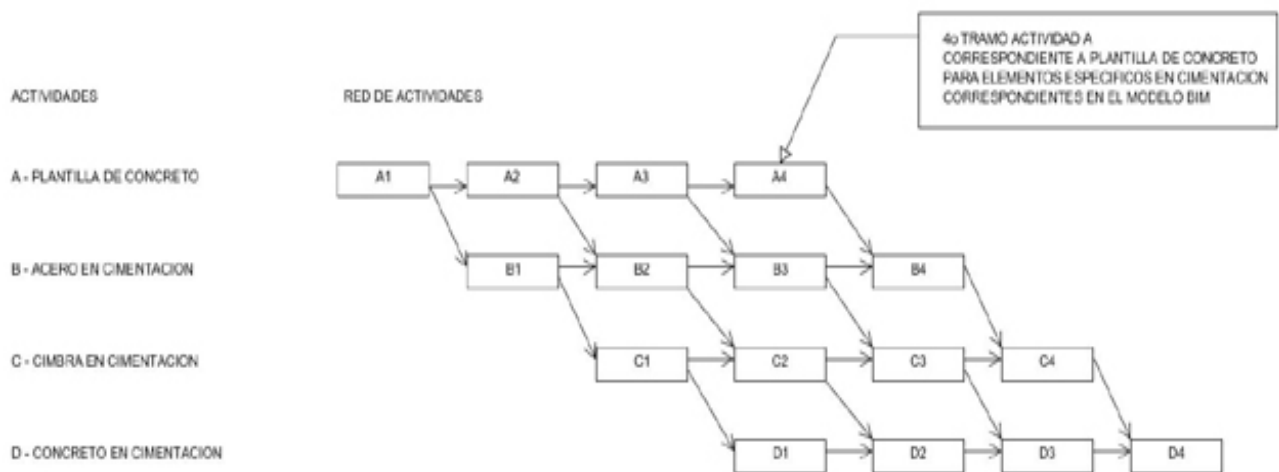 4o TRAMO ACTIVIDAD A
CORRESPONDIENTE A PLANTILLA DE CONCRETO
PARA ELEMENTOS ESPECIFICOS EN CIMENTACION
CORRESPONDIENTES EN EL MODELO BIM
ACTIVIDADES
RED DE ACTIVIDADES
A - PLANTILLA DE CONCRETO
A1
A2
A3
A4
B - ACERO EN CIMENTACION
B1
B2
B3
B4
C - CIMBRA EN CIMENTACION
C1
C2
C3
C4
D - CONCRETO EN CIMENTACION
D1
D2
D3
D4